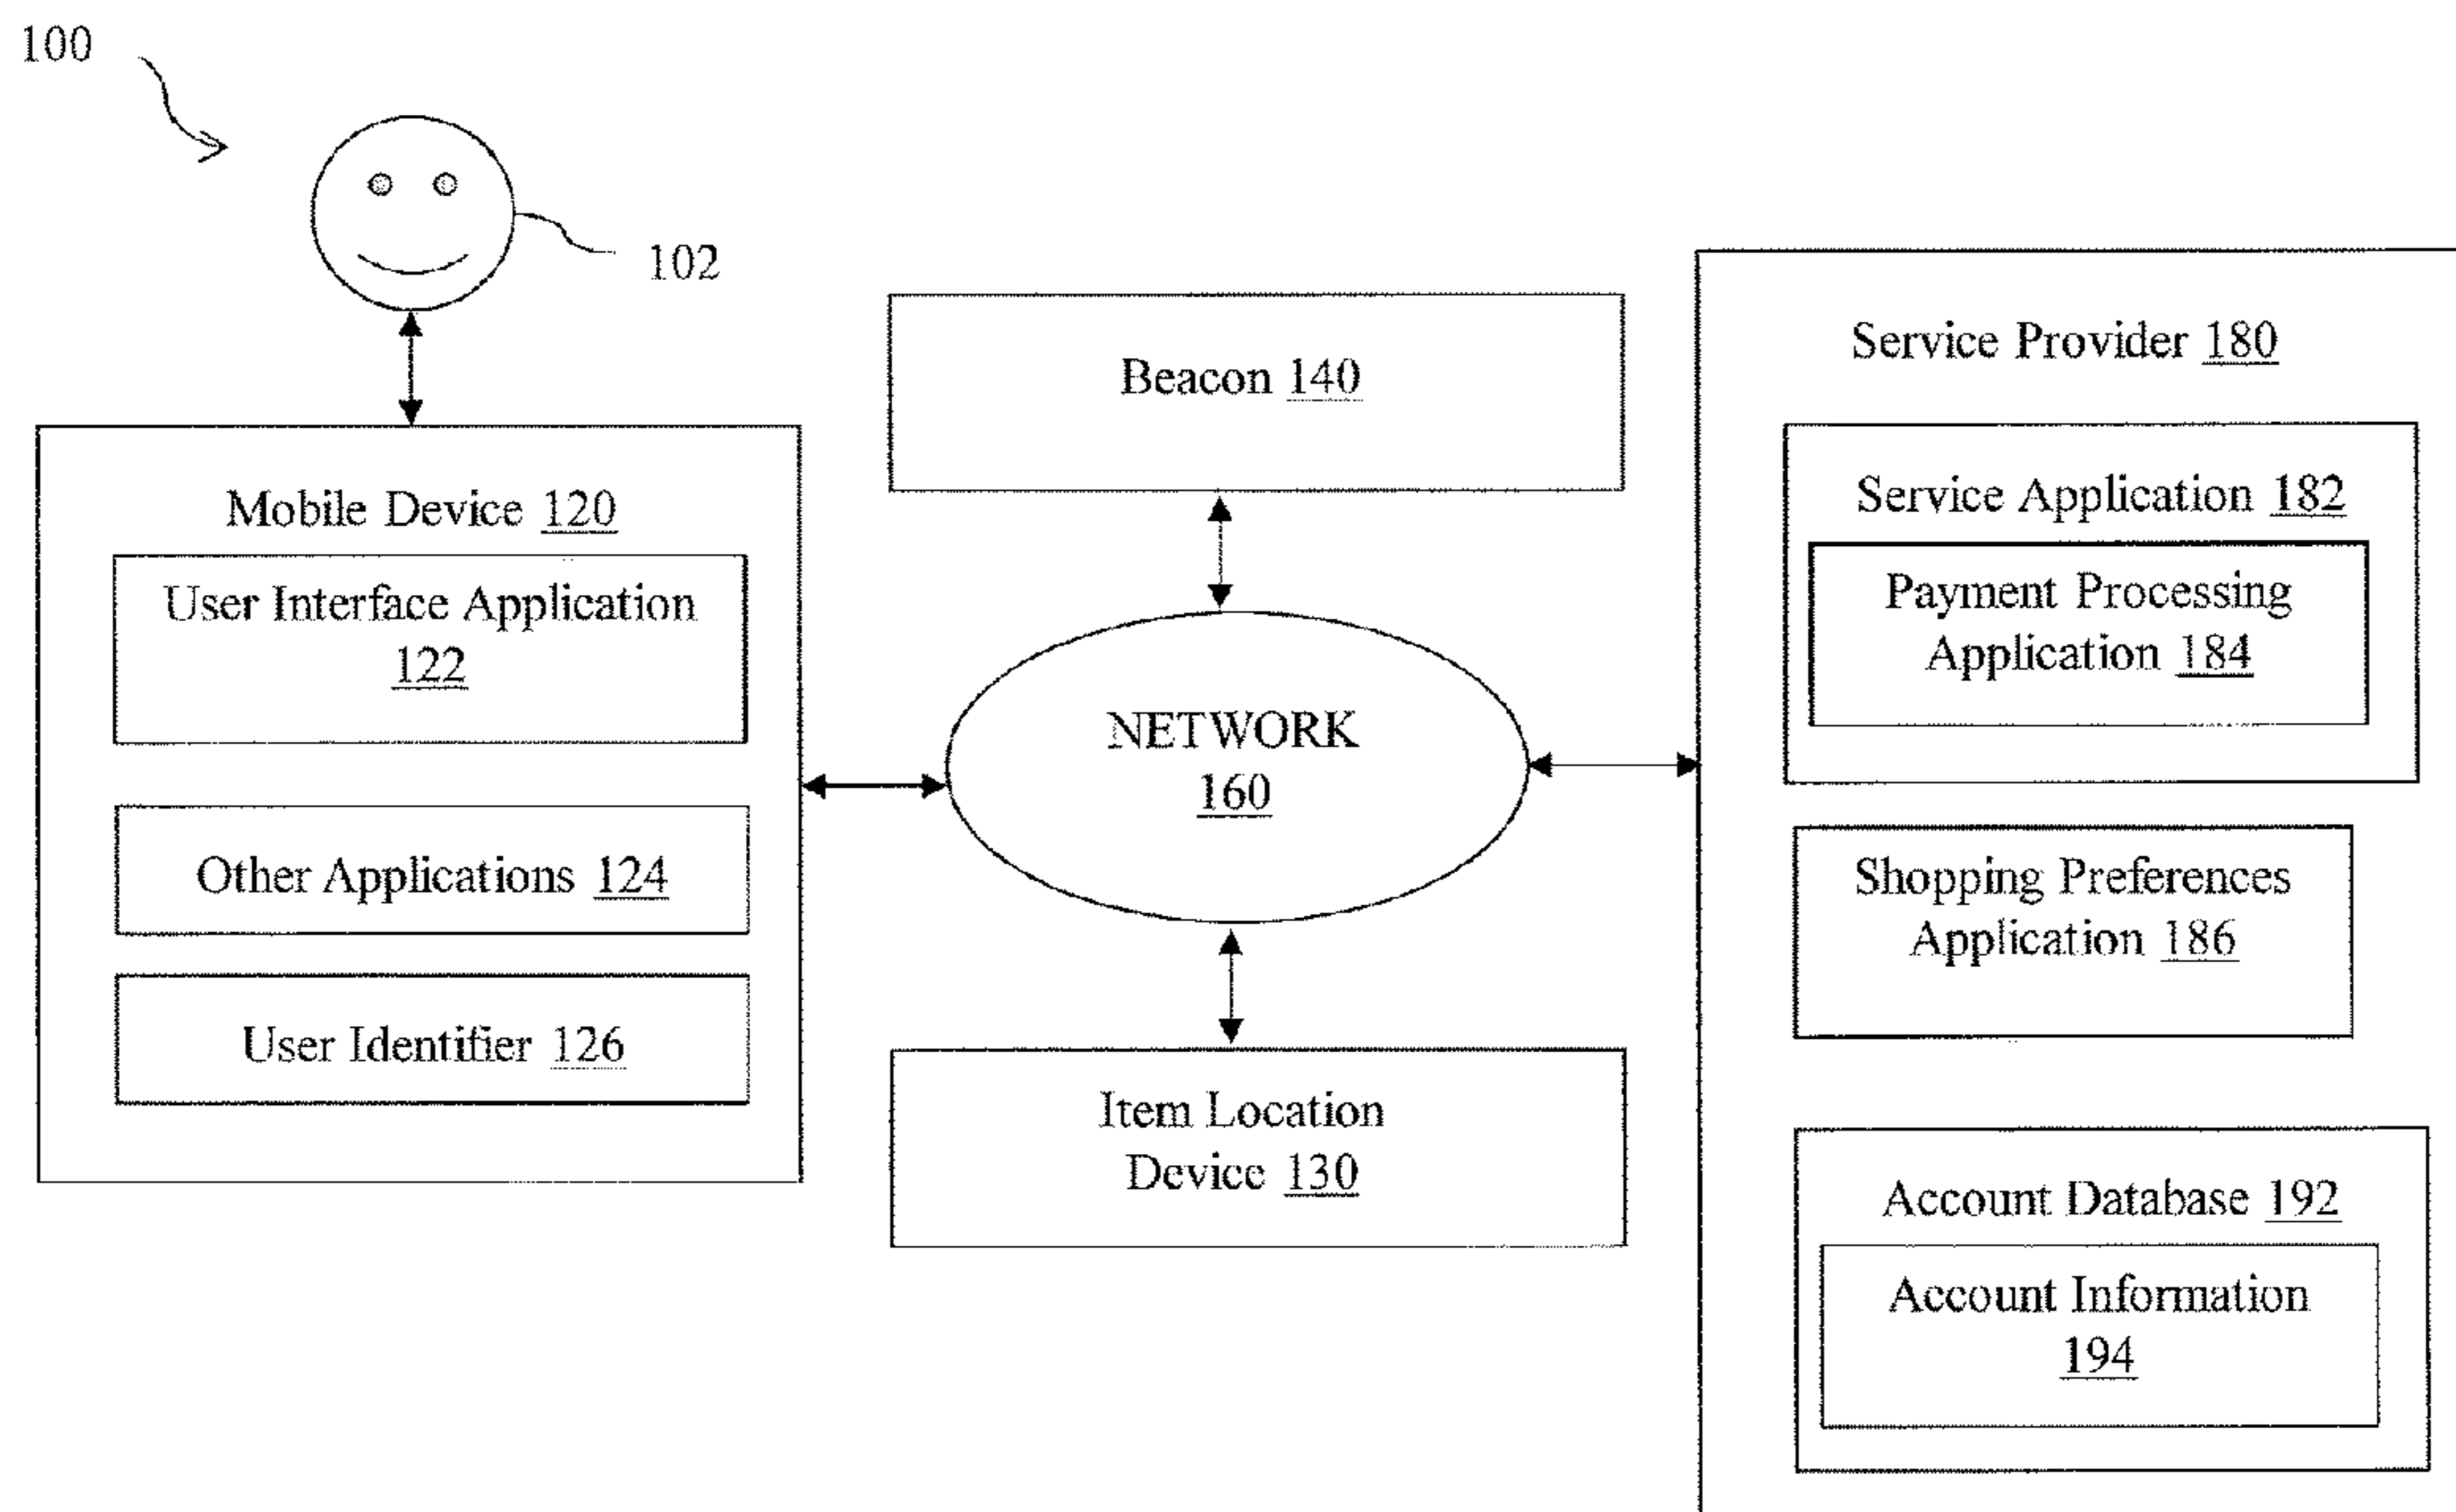 100
102
Mobile Device 120
User Interface Application
122
Other Applications 124
User Identifier 126
Beacon 140
NETWORK
160
Item Location
Device 130
Service Provider 180
Service Application 182
Payment Processing
Application 184
Shopping Preferences
Application 186
Account Database 192
Account Information
194